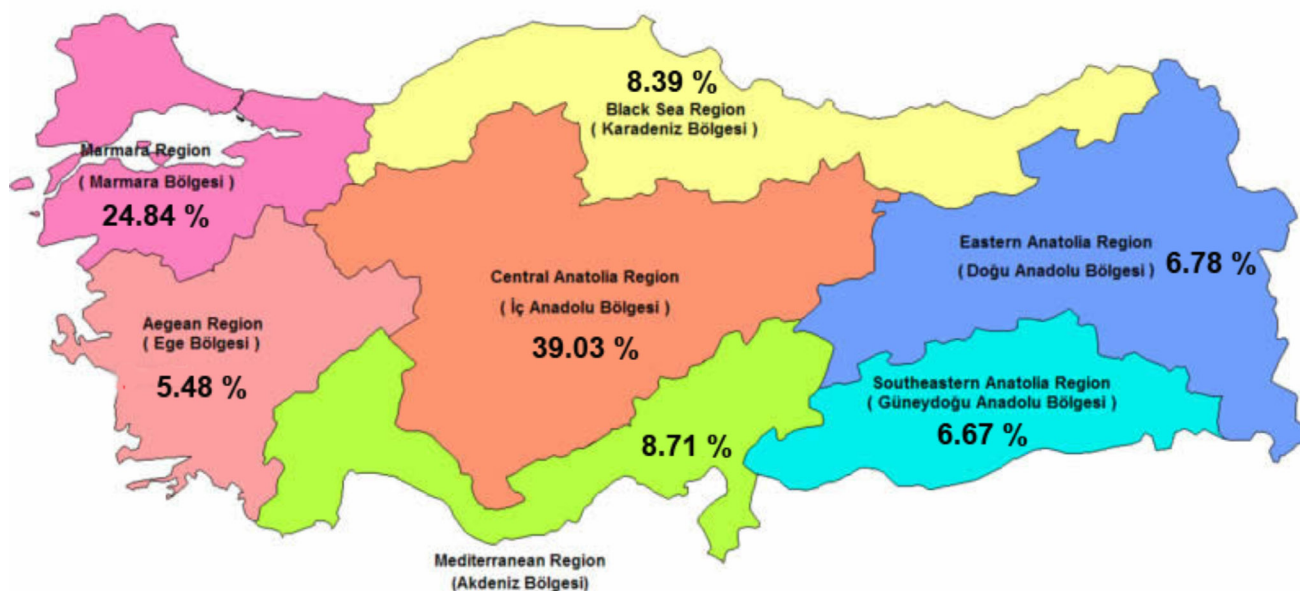 8.39 %
Black Sea Region
( Karadeniz Bölgesi )
Marmara Region
( Marmara Bölgesi )
24.84 %
Eastern Anatolia Region
( Doğu Anadolu Bölgesi )
6.78 %
Central Anatolia Region
( İç Anadolu Bölgesi )
39.03 %
Aegean Region
( Ege Bölgesi )
5.48 %
Southeastern Anatolia Region
( Güneydoğu Anadolu Bölgesi )
6.67 %
8.71 %
Mediterranean Region
(Akdeniz Bölgesi)